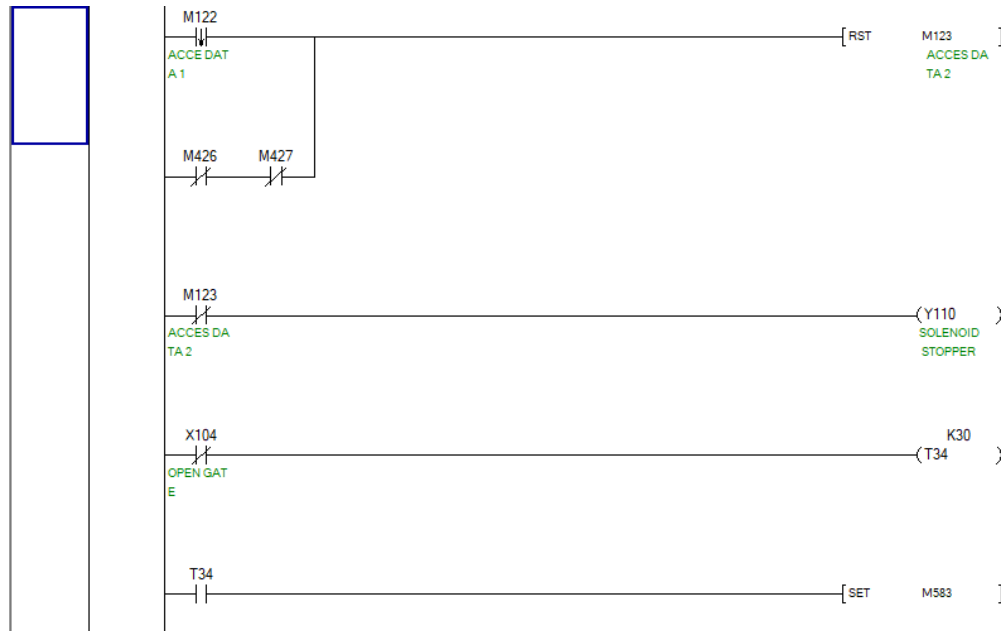 M122
RST M123
ACCE DAT
A 1
ACCES DA
TA 2
M426 M427
M123
Y110
ACCES DA
TA 2
SOLENOID
STOPPER
X104
K30
T34
OPEN GAT
E
T34
SET M583